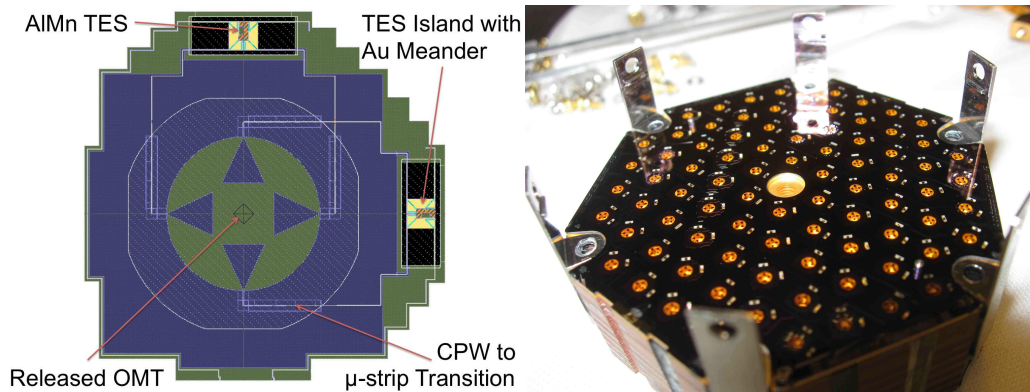 AlMn TES
TES Island with
Au Meander
Released OMT
CPW to
μ-strip Transition